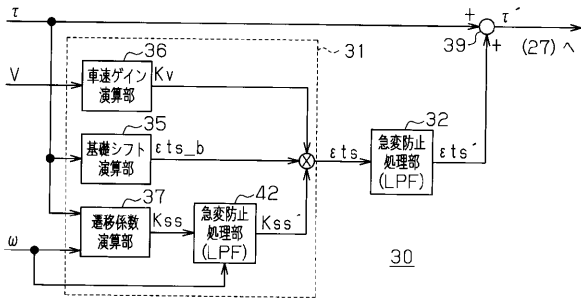 τ
τ´
39
(27)へ
31
36
V
車速ゲイン
演算部
Kv
35
基礎シフト
演算部
εts_b
εts
32
急変防止
処理部
(LPF)
εts´
37
遷移係数
演算部
Kss
42
急変防止
処理部
(LPF)
Kss´
ω
30
+
+